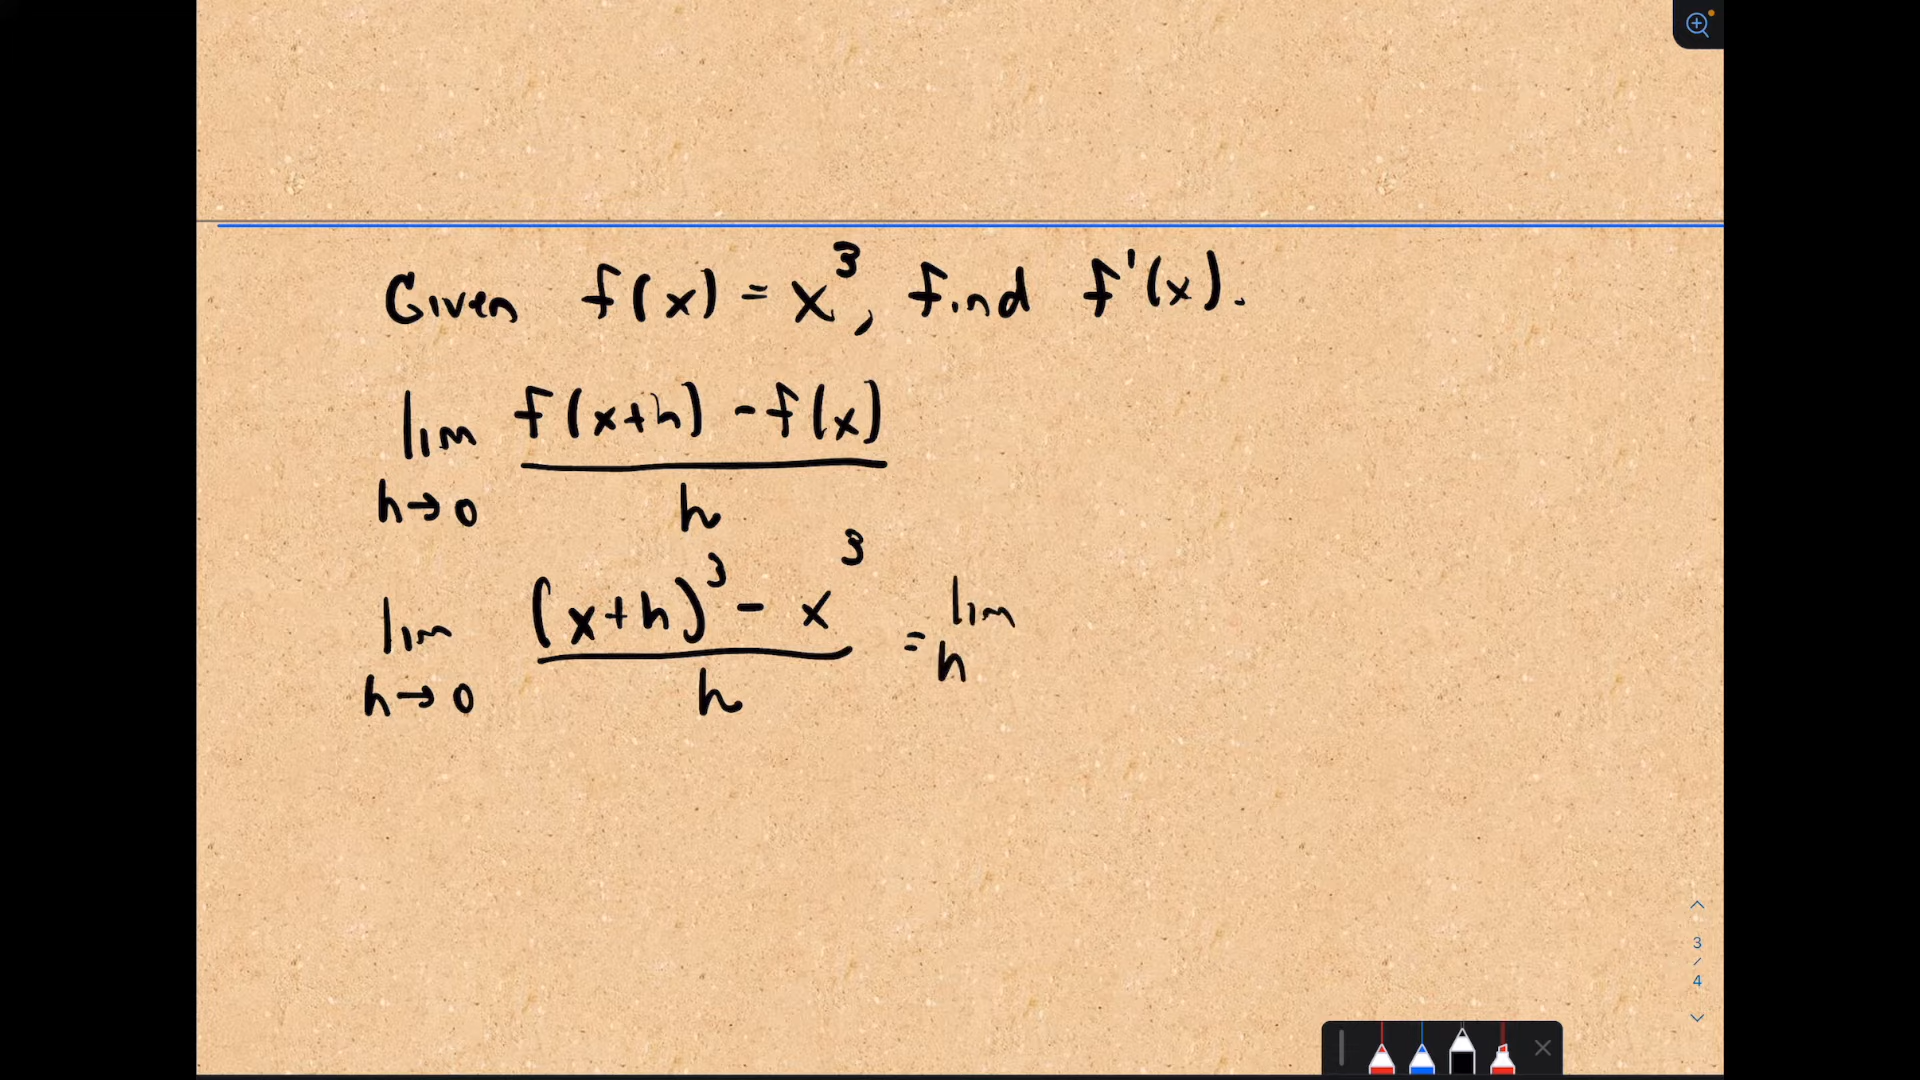 Given f(x) = x³, find f'(x).
lim f(x+h) - f(x)
h→0 h
lim (x+h)³ - x³ = lim
h→0 h h
3
/
4